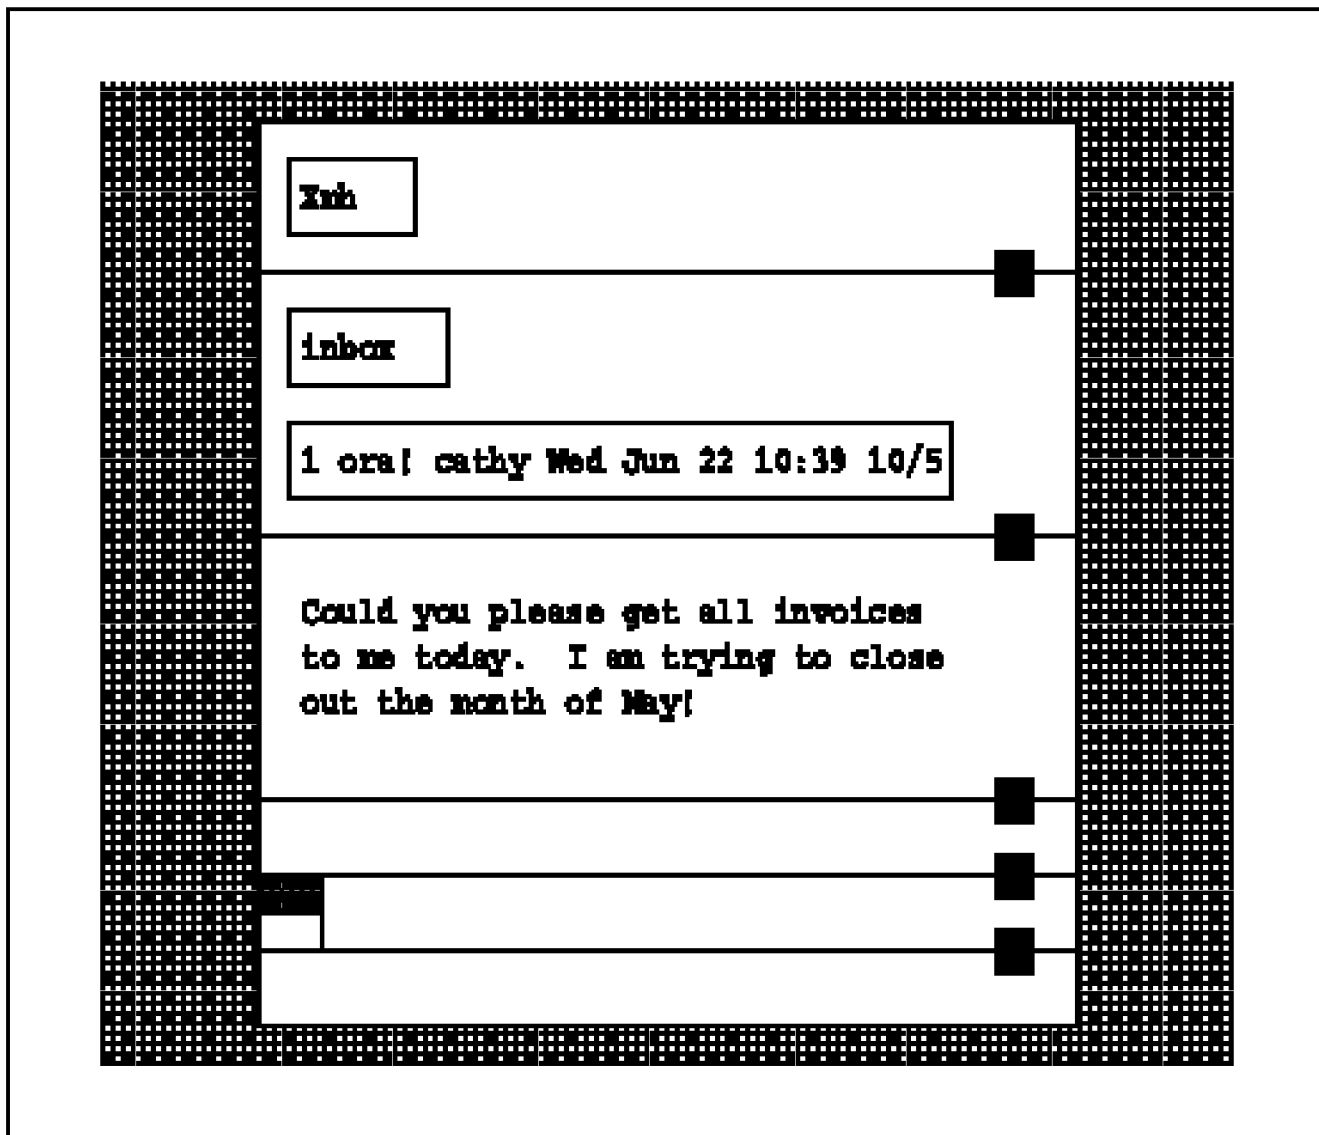 Xmh
inbox
1 ora! cathy Wed Jun 22 10:39 10/5
Could you please get all invoices
to me today.  I am trying to close
out the month of May!